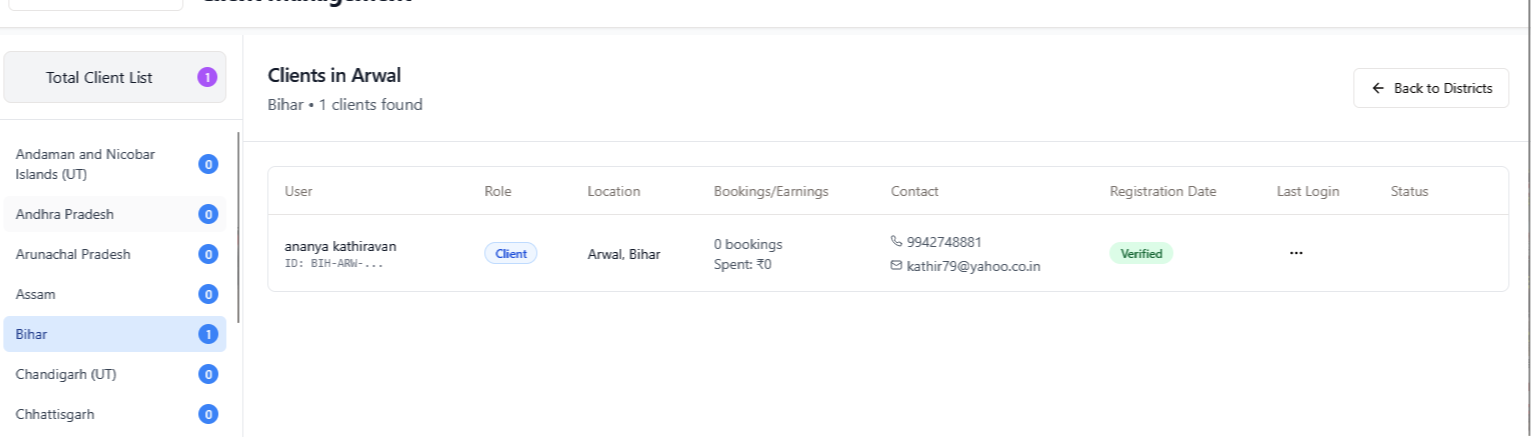 Client Management
Total Client List 1
Andaman and Nicobar
Islands (UT) 0
Andhra Pradesh 0
Arunachal Pradesh 0
Assam 0
Bihar 1
Chandigarh (UT) 0
Chhattisgarh 0
Clients in Arwal
Bihar • 1 clients found
← Back to Districts
User Role Location Bookings/Earnings Contact Registration Date Last Login Status
ananya kathiravan
ID: BIH-ARW-...
Client
Arwal, Bihar
0 bookings
Spent: ₹0
9942748881
kathir79@yahoo.co.in
Verified
...